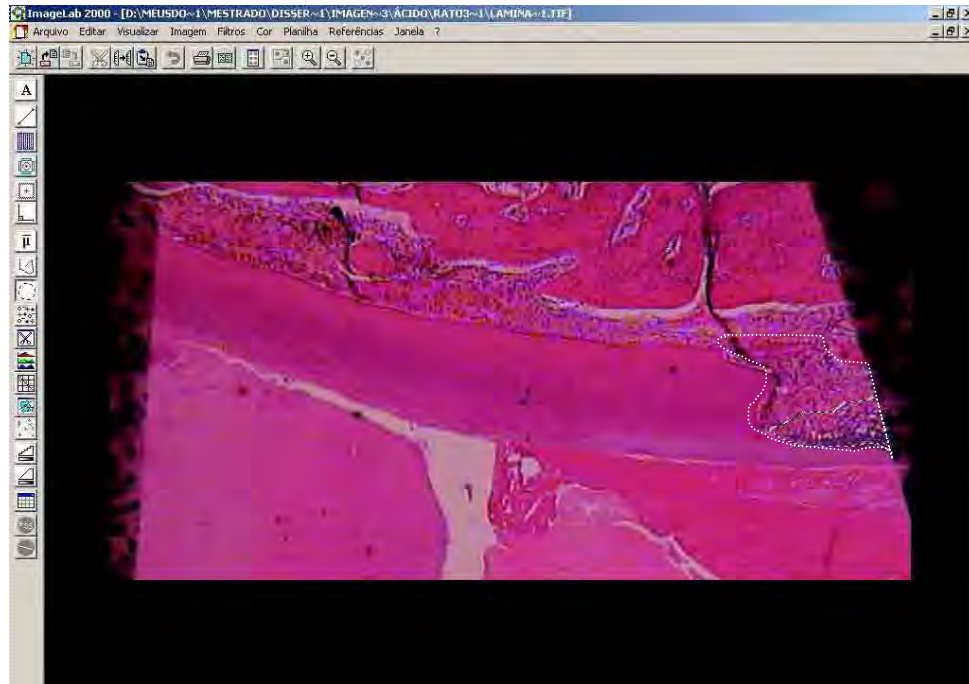 ImageLab 2000 - [D:\MEUSDO~1\MESTRADO\DISSER~1\IMAGEN~3\ÁCIDO\RATO3~1\LAMINA~1.TIF]
Arquivo Editar Visualizar Imagem Filtros Cor Planilha Referências Janela ?
A
μ